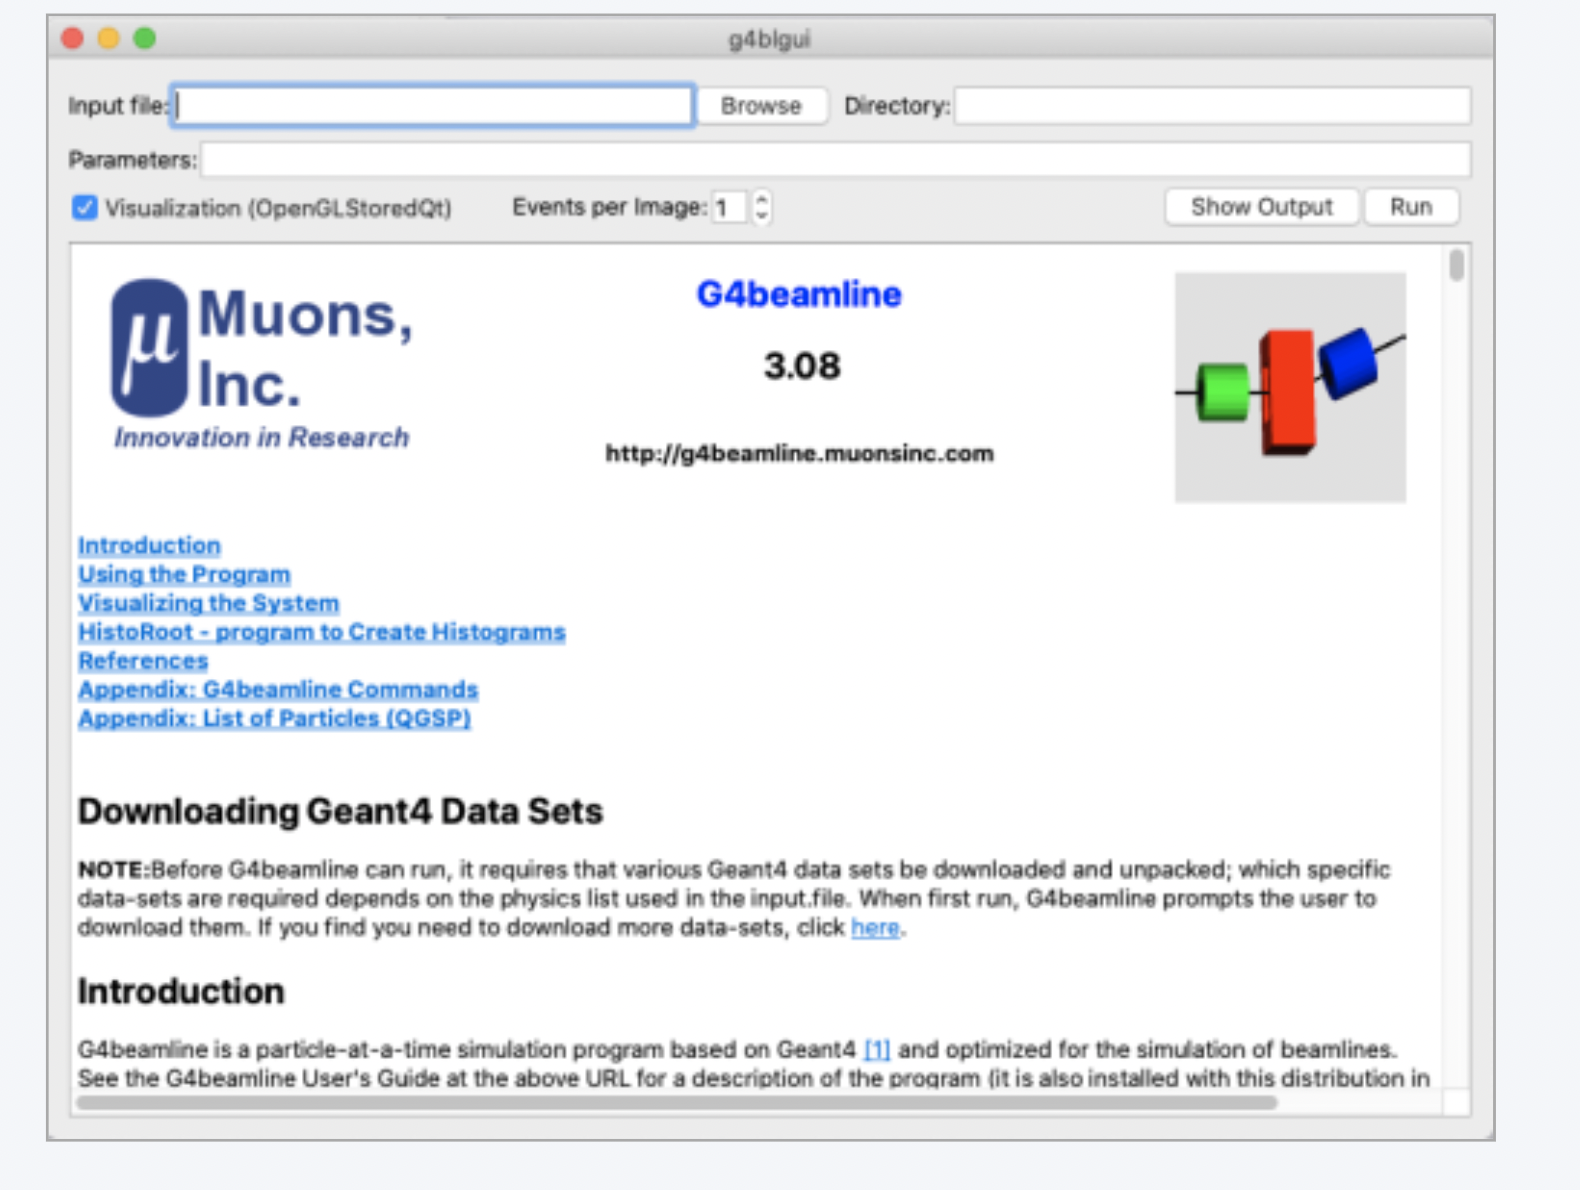 g4blgui
Input file: Browse Directory:
Parameters:
Visualization (OpenGLStoredQt) Events per Image: 1 Show Output Run
μ Muons,
Inc.
Innovation in Research
G4beamline
3.08
http://g4beamline.muonsinc.com
Introduction
Using the Program
Visualizing the System
HistoRoot - program to Create Histograms
References
Appendix: G4beamline Commands
Appendix: List of Particles (QGSP)
Downloading Geant4 Data Sets
NOTE:Before G4beamline can run, it requires that various Geant4 data sets be downloaded and unpacked; which specific
data-sets are required depends on the physics list used in the input.file. When first run, G4beamline prompts the user to
download them. If you find you need to download more data-sets, click here.
Introduction
G4beamline is a particle-at-a-time simulation program based on Geant4 [1] and optimized for the simulation of beamlines.
See the G4beamline User's Guide at the above URL for a description of the program (it is also installed with this distribution in